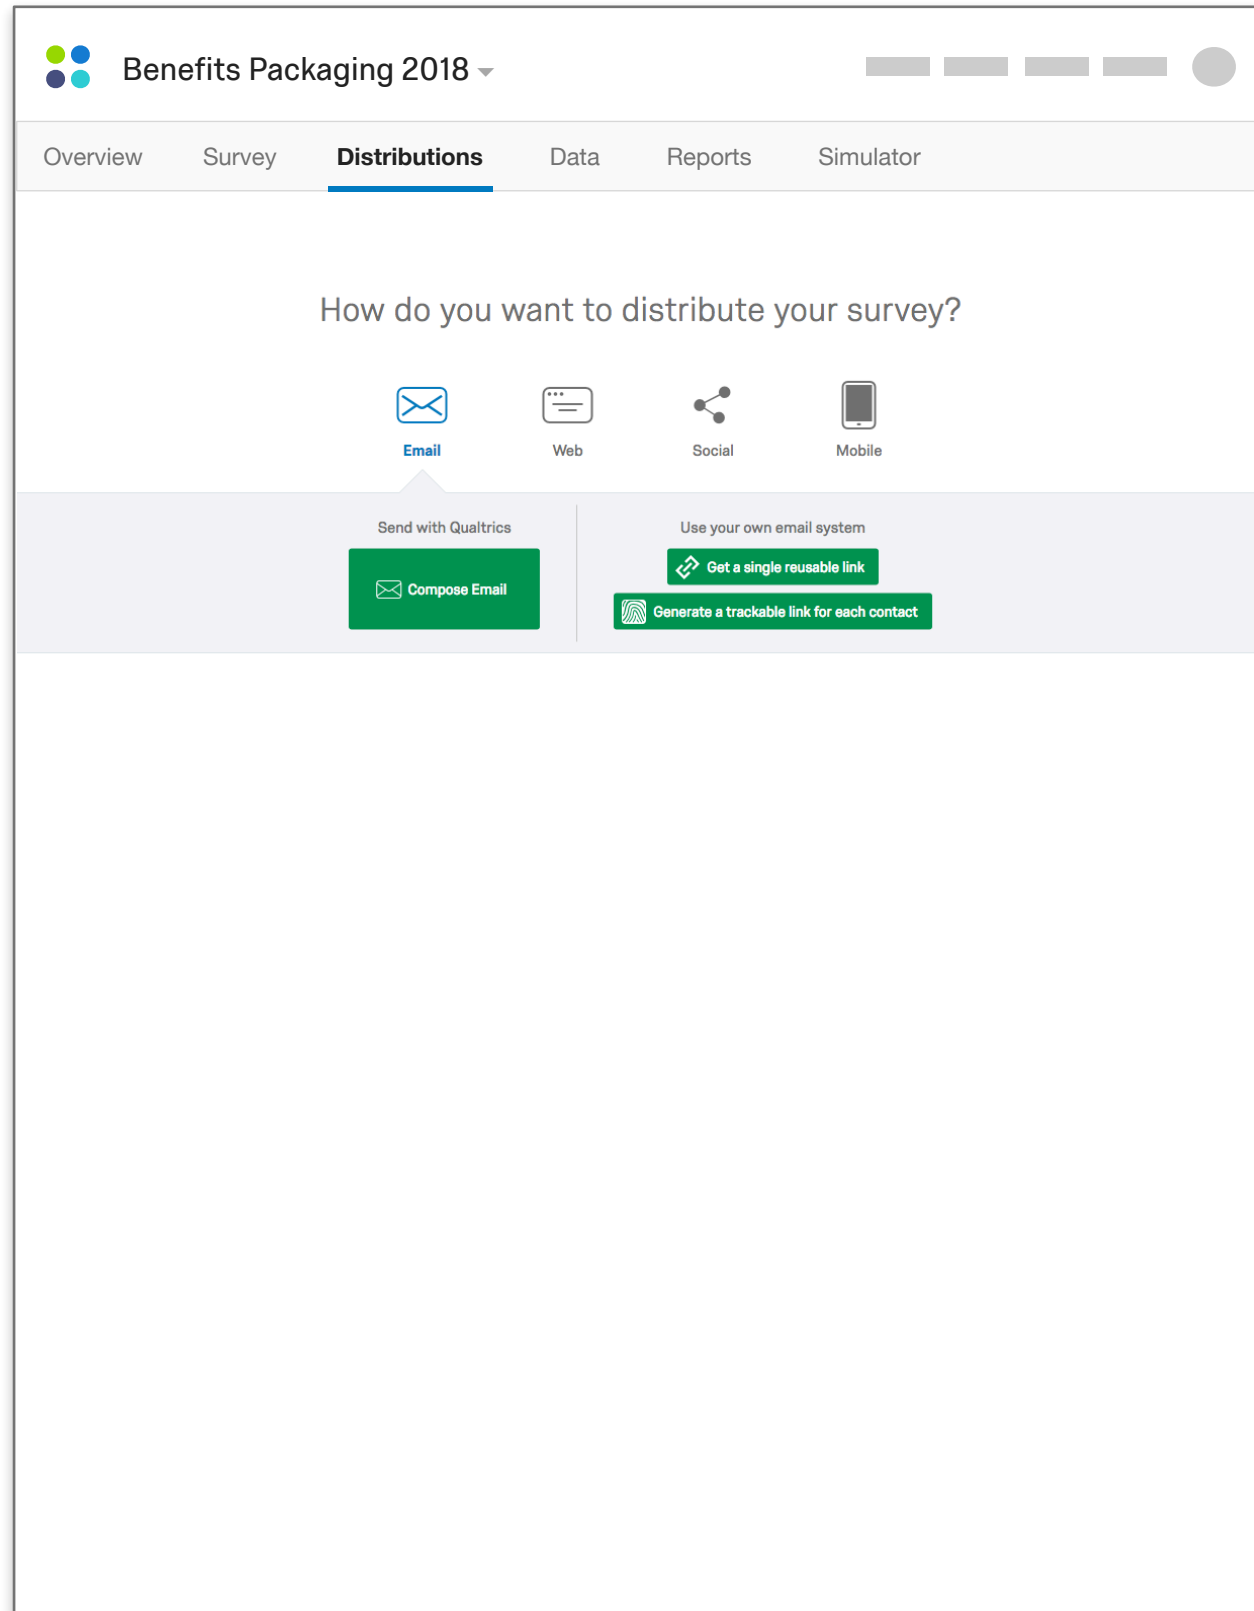 Benefits Packaging 2018
Overview Survey Distributions Data Reports Simulator
How do you want to distribute your survey?
Email Web Social Mobile
Send with Qualtrics
Compose Email
Use your own email system
Get a single reusable link
Generate a trackable link for each contact